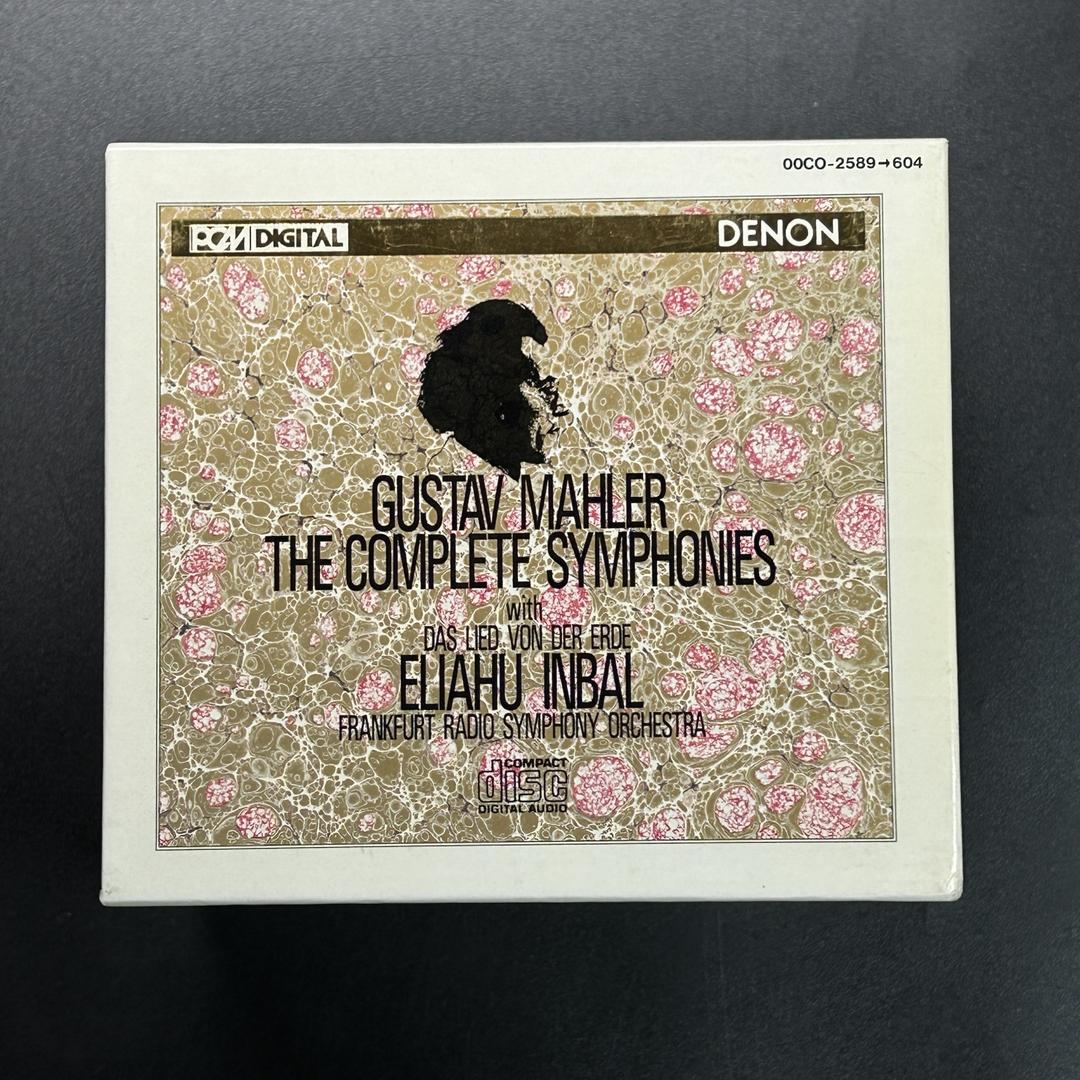 00CO-2589→604
PCM DIGITAL
DENON
GUSTAV MAHLER
THE COMPLETE SYMPHONIES
with
DAS LIED VON DER ERDE
ELIAHU INBAL
FRANKFURT RADIO SYMPHONY ORCHESTRA
COMPACT
disc
DIGITAL AUDIO